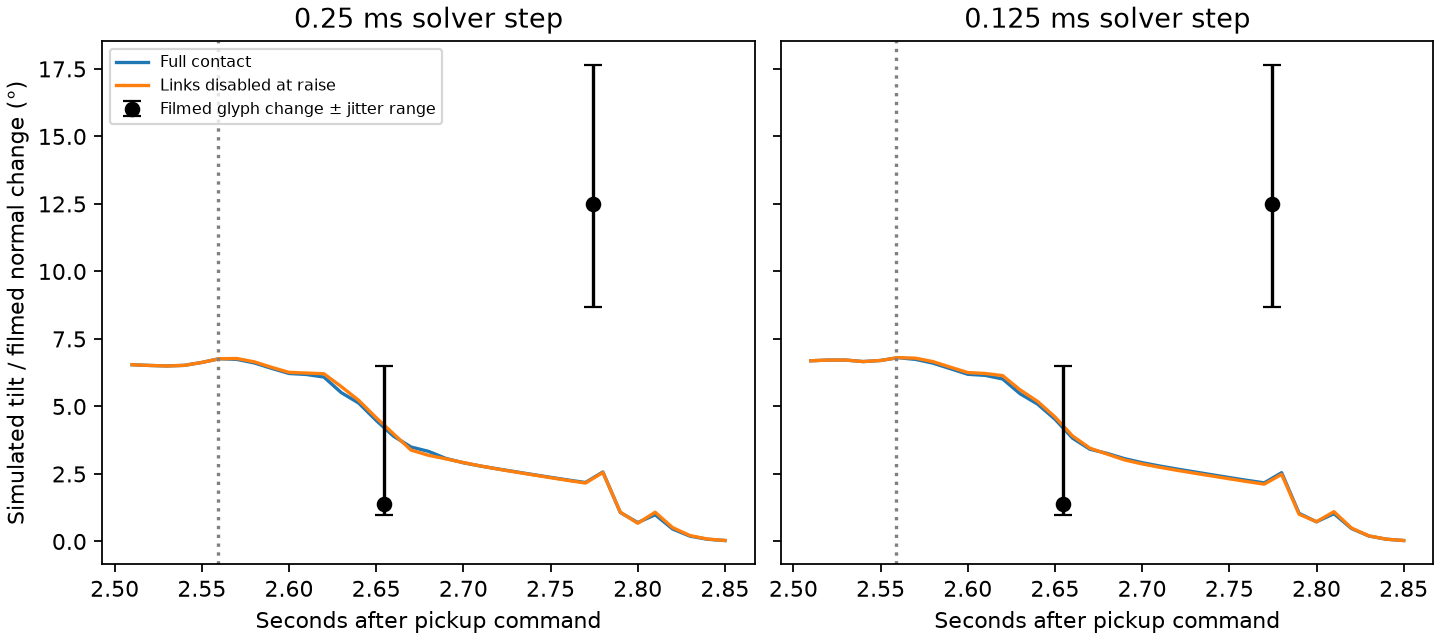 0.25 ms solver step
0.125 ms solver step
Full contact
Links disabled at raise
Filmed glyph change ± jitter range
Simulated tilt / filmed normal change (°)
17.5
15.0
12.5
10.0
7.5
5.0
2.5
0.0
2.50 2.55 2.60 2.65 2.70 2.75 2.80 2.85
2.50 2.55 2.60 2.65 2.70 2.75 2.80 2.85
Seconds after pickup command
Seconds after pickup command